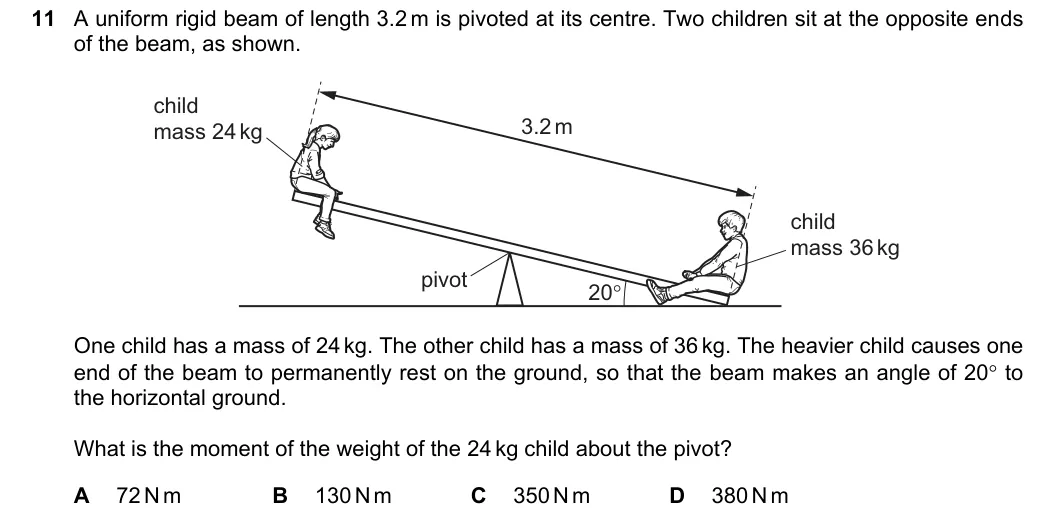 11 A uniform rigid beam of length 3.2 m is pivoted at its centre. Two children sit at the opposite ends
of the beam, as shown.
child
mass 24 kg
3.2 m
child
mass 36 kg
pivot
20°
One child has a mass of 24 kg. The other child has a mass of 36 kg. The heavier child causes one
end of the beam to permanently rest on the ground, so that the beam makes an angle of 20° to
the horizontal ground.
What is the moment of the weight of the 24 kg child about the pivot?
A 72 N m B 130 N m C 350 N m D 380 N m